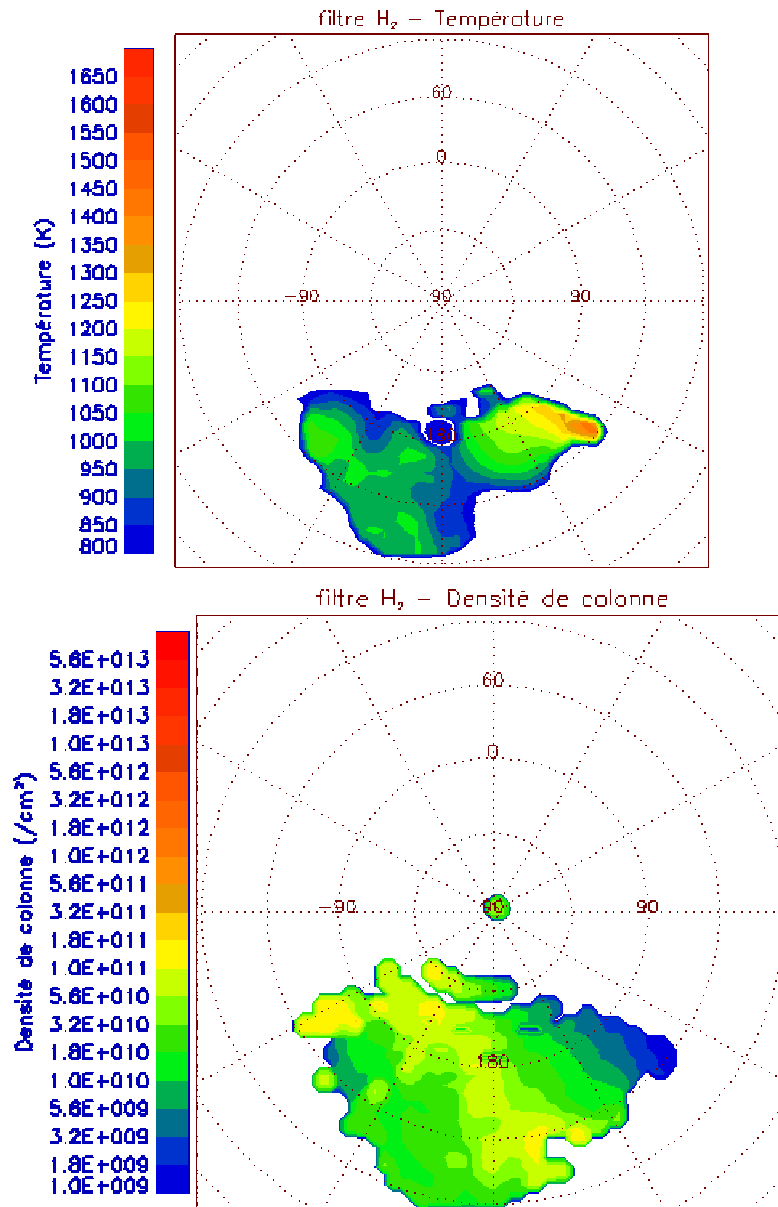 filtre H₂ – Température
1650
1600
1550
1500
1450
1400
1350
1300
1250
1200
1150
1100
1050
1000
950
900
850
800
Température (K)
60
0
-90 90 90
180
filtre H₂ – Densité de colonne
5.6E+013
3.2E+013
1.8E+013
1.0E+013
5.6E+012
3.2E+012
1.8E+012
1.0E+012
5.6E+011
3.2E+011
1.8E+011
1.0E+011
5.6E+010
3.2E+010
1.8E+010
1.0E+010
5.6E+009
3.2E+009
1.8E+009
1.0E+009
Densité de colonne (/cm²)
60
0
-90 90 90
180